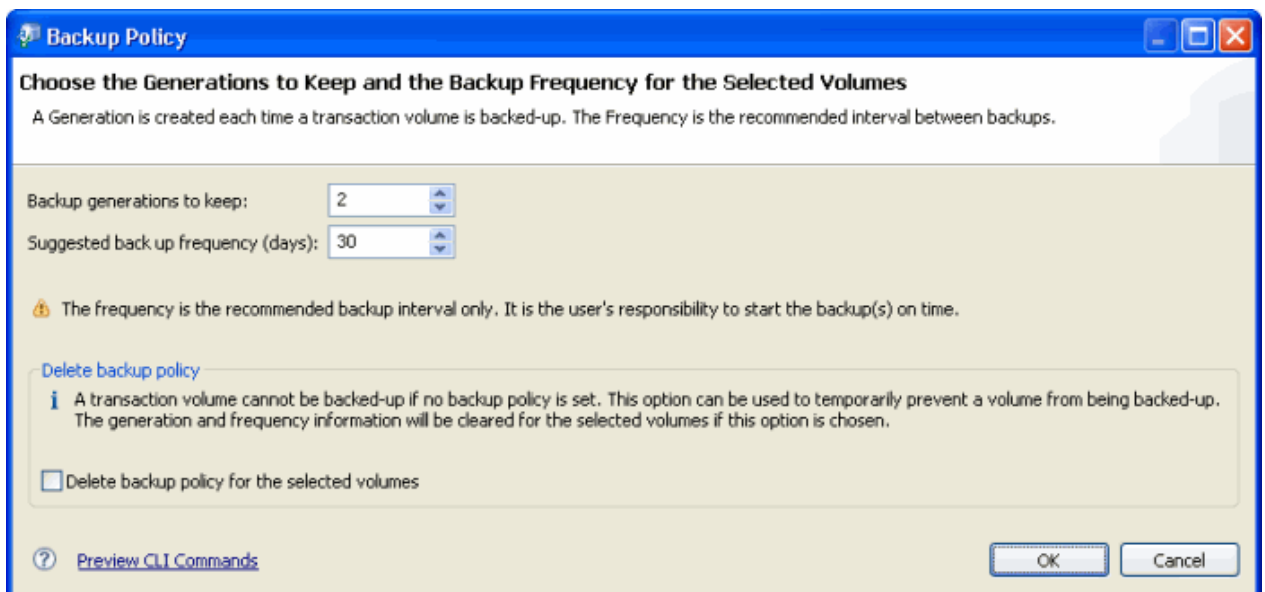 Backup Policy
Choose the Generations to Keep and the Backup Frequency for the Selected Volumes
A Generation is created each time a transaction volume is backed-up. The Frequency is the recommended interval between backups.
Backup generations to keep: 2
Suggested back up frequency (days): 30
The frequency is the recommended backup interval only. It is the user's responsibility to start the backup(s) on time.
Delete backup policy
A transaction volume cannot be backed-up if no backup policy is set. This option can be used to temporarily prevent a volume from being backed-up.
The generation and frequency information will be cleared for the selected volumes if this option is chosen.
Delete backup policy for the selected volumes
Preview CLI Commands OK Cancel